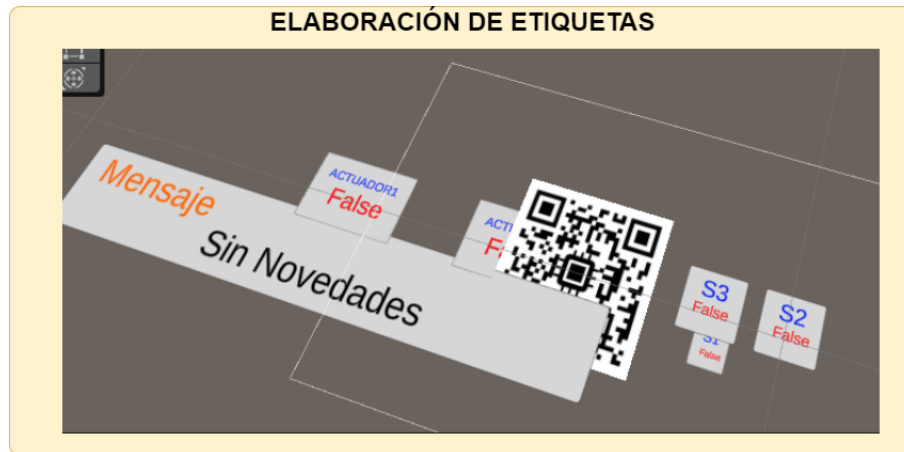 ELABORACIÓN DE ETIQUETAS
Mensaje
Sin Novedades
ACTUADOR1
False
S3
False
S2
False
S1
False